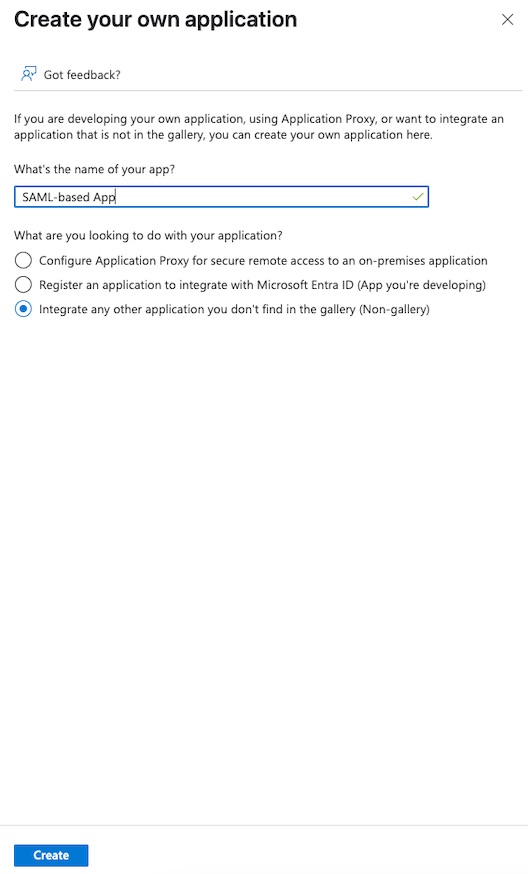 Create your own application
Got feedback?
If you are developing your own application, using Application Proxy, or want to integrate an
application that is not in the gallery, you can create your own application here.
What's the name of your app?
SAML-based App
What are you looking to do with your application?
Configure Application Proxy for secure remote access to an on-premises application
Register an application to integrate with Microsoft Entra ID (App you're developing)
Integrate any other application you don't find in the gallery (Non-gallery)
Create